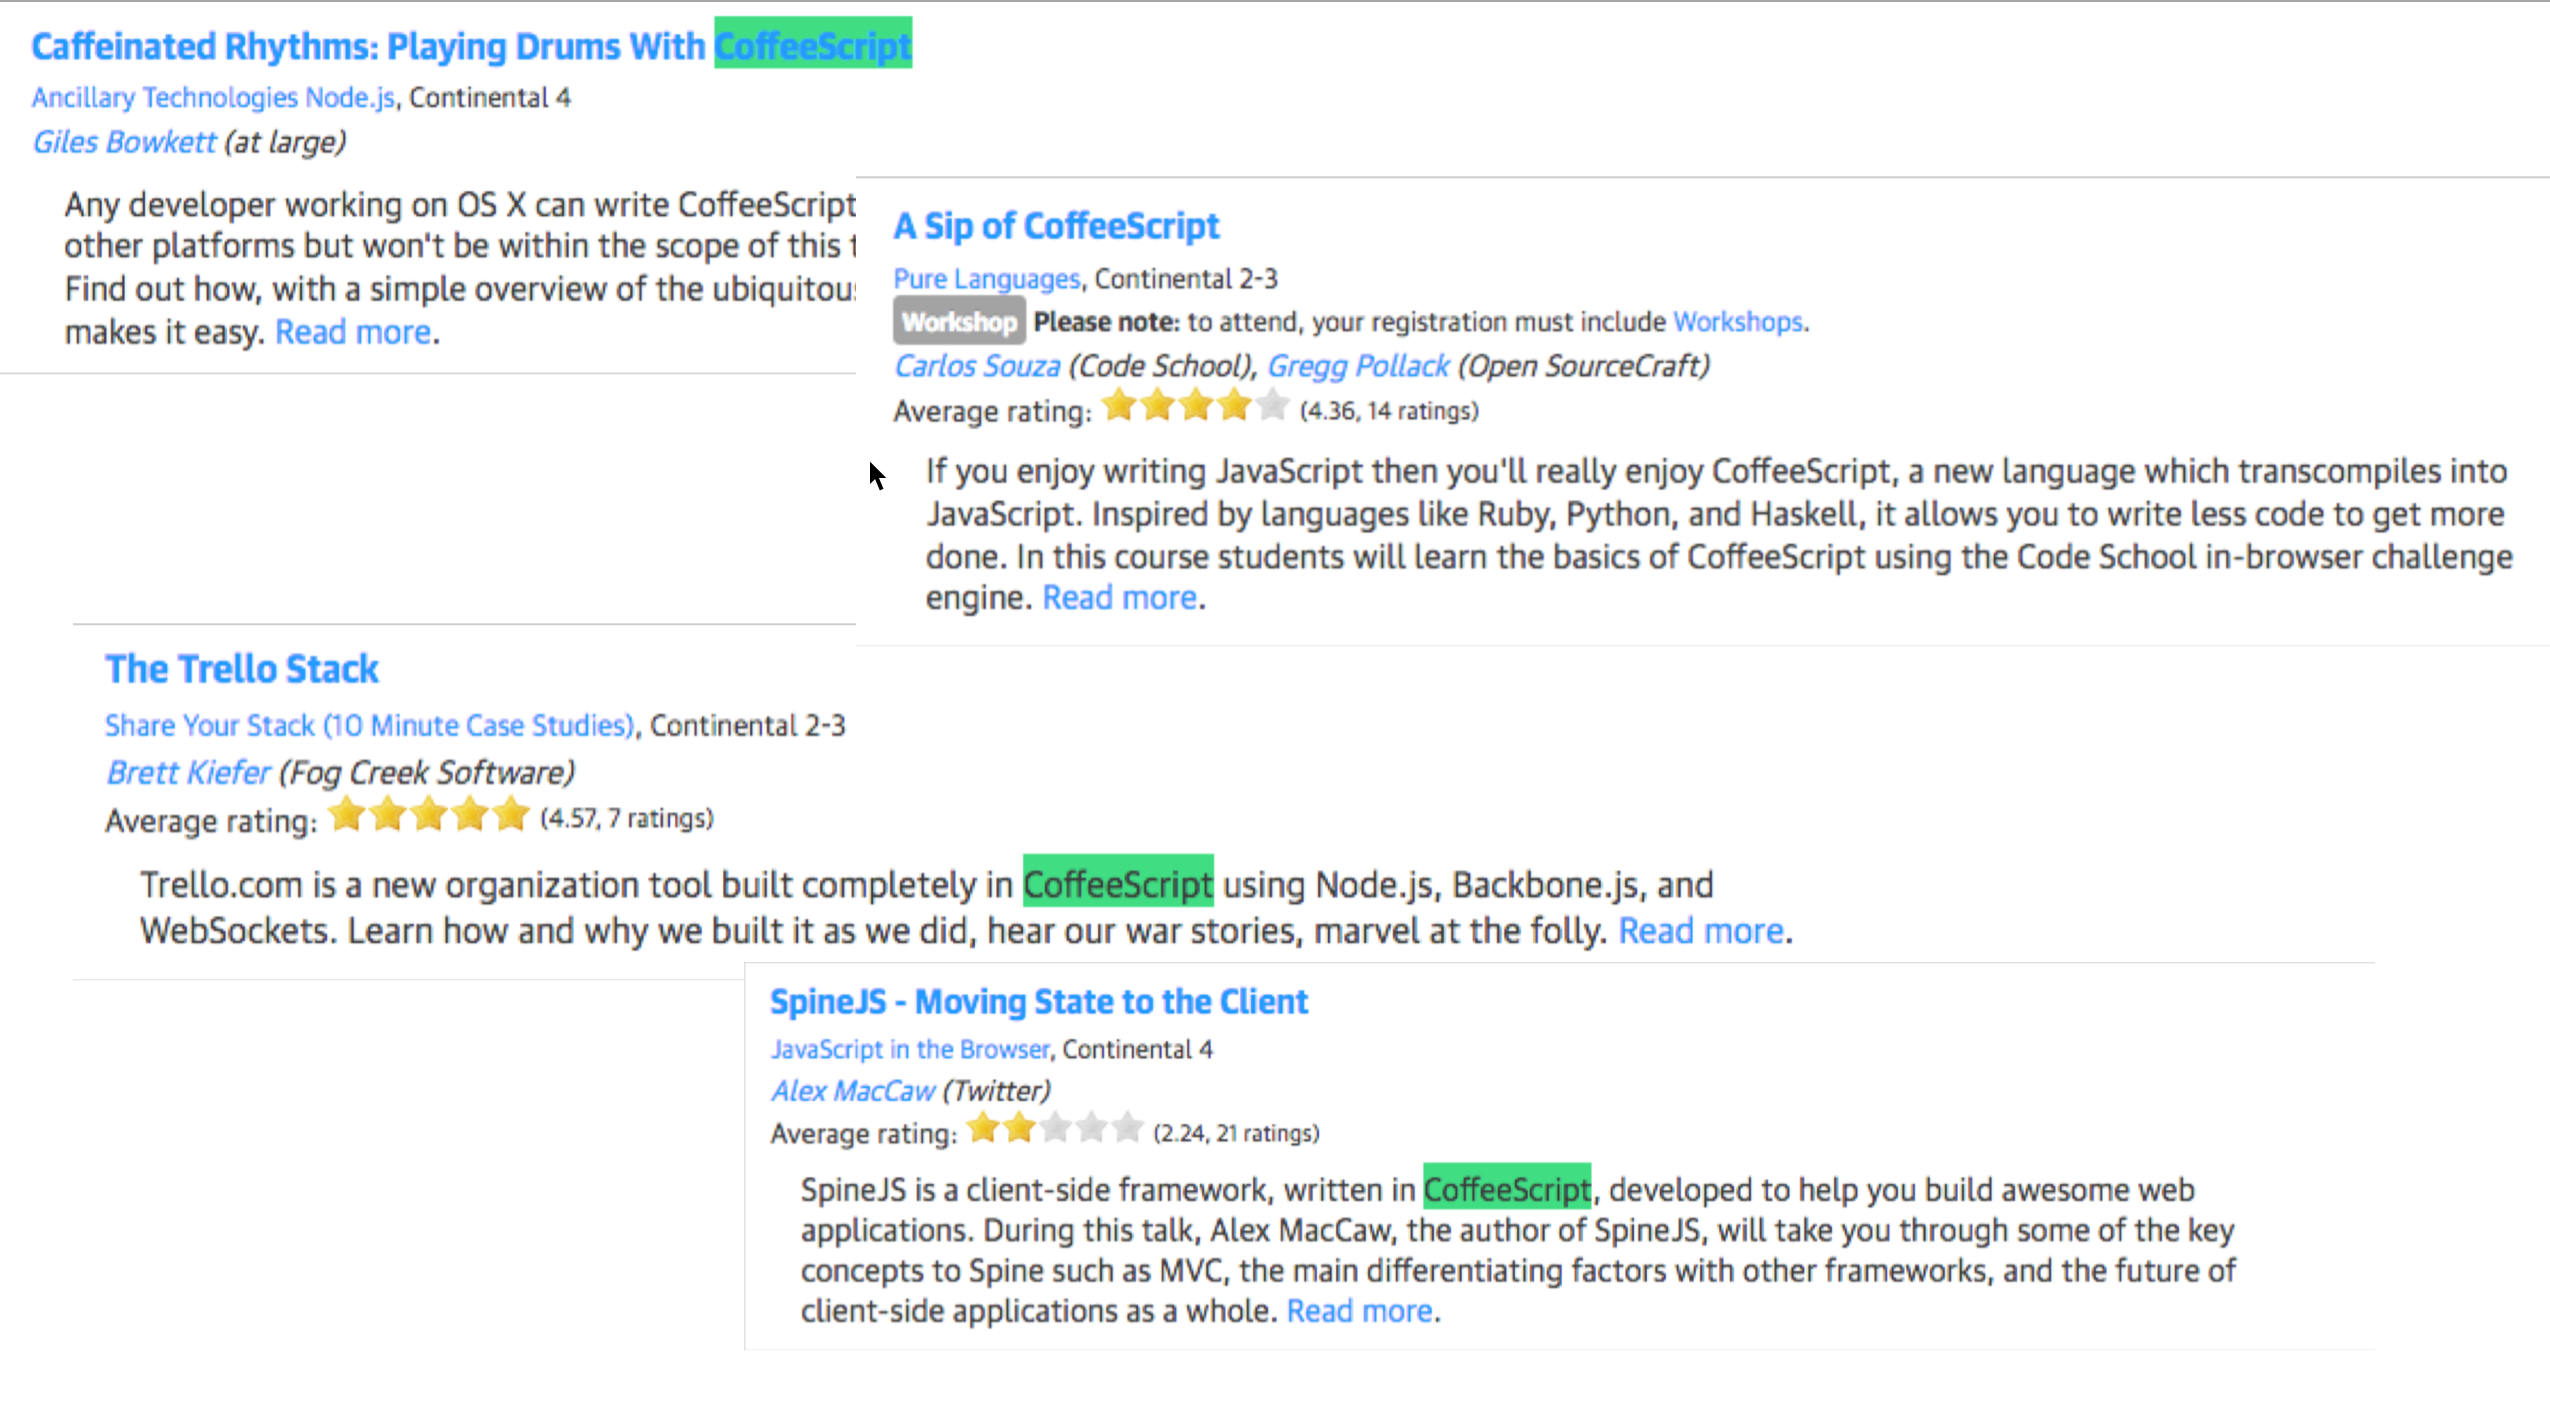 Caffeinated Rhythms: Playing Drums With CoffeeScript
Ancillary Technologies Node.js, Continental 4
Giles Bowkett (at large)
Any developer working on OS X can write CoffeeScript
other platforms but won't be within the scope of this
Find out how, with a simple overview of the
makes it easy. Read more.
A Sip of CoffeeScript
Pure Languages, Continental 2-3
Workshop Please note: to attend, your registration must include Workshops.
Carlos Souza (Code School), Gregg Pollack (Open SourceCraft)
Average rating: (4.36, 14 ratings)
If you enjoy writing JavaScript then you'll really enjoy CoffeeScript, a new language which transcompiles into
JavaScript. Inspired by languages like Ruby, Python, and Haskell, it allows you to write less code to get more
done. In this course students will learn the basics of CoffeeScript using the Code School in-browser challenge
engine. Read more.
The Trello Stack
Share Your Stack (10 Minute Case Studies), Continental 2-3
Brett Kiefer (Fog Creek Software)
Average rating: (4.57, 7 ratings)
Trello.com is a new organization tool built completely in CoffeeScript using Node.js, Backbone.js, and
WebSockets. Learn how and why we built it as we did, hear our war stories, marvel at the folly. Read more.
SpineJS - Moving State to the Client
JavaScript in the Browser, Continental 4
Alex MacCaw (Twitter)
Average rating: (2.24, 21 ratings)
SpineJS is a client-side framework, written in CoffeeScript, developed to help you build awesome web
applications. During this talk, Alex MacCaw, the author of SpineJS, will take you through some of the key
concepts to Spine such as MVC, the main differentiating factors with other frameworks, and the future of
client-side applications as a whole. Read more.